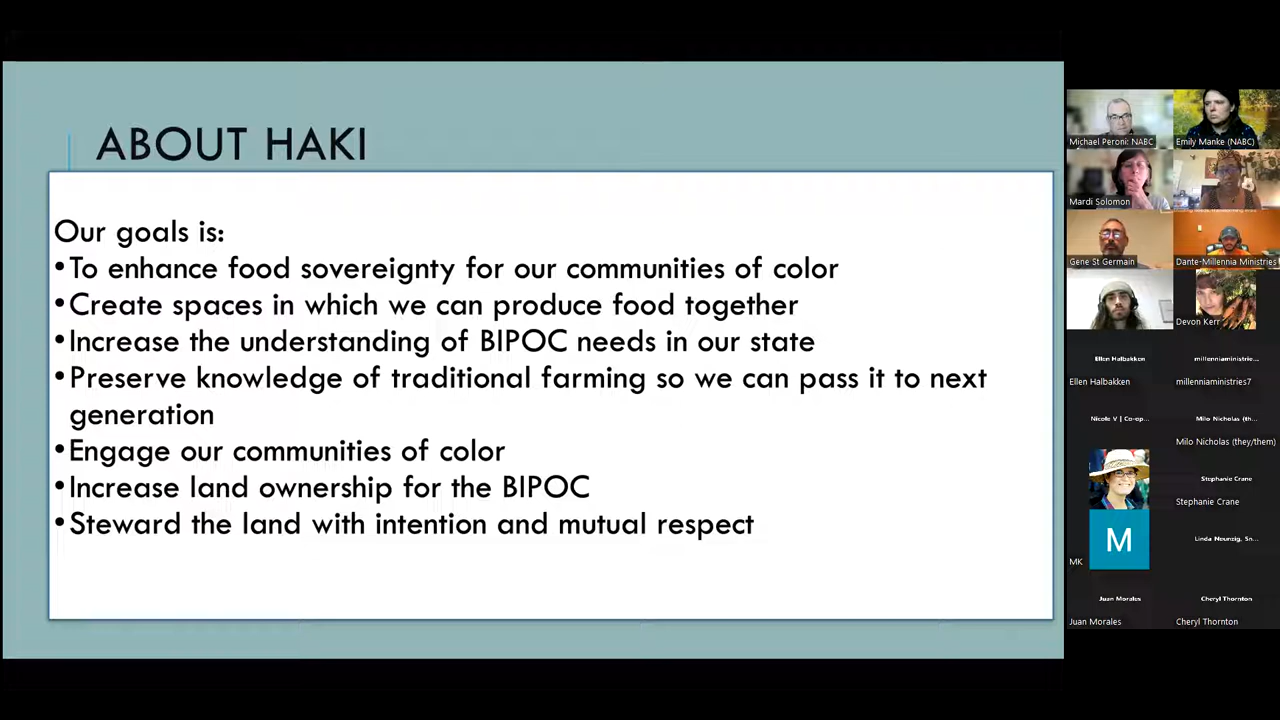 ABOUT HAKI
Our goals is:
•To enhance food sovereignty for our communities of color
•Create spaces in which we can produce food together
•Increase the understanding of BIPOC needs in our state
•Preserve knowledge of traditional farming so we can pass it to next
generation
•Engage our communities of color
•Increase land ownership for the BIPOC
•Steward the land with intention and mutual respect
Michael Peroni: NABC
Emily Manke (NABC)
Mardi Solomon
Gene St Germain
Dante-Millennia Ministries
Devon Kerr
Ellen Halbakken
millenniaministrie...
Ellen Halbakken
millenniaministries7
Nicole V | Co-op...
Milo Nicholas (th...
Milo Nicholas (they/them)
Stephanie Crane
Stephanie Crane
M
Linda Neunzig, Sn...
MK
Juan Morales
Cheryl Thornton
Juan Morales
Cheryl Thornton